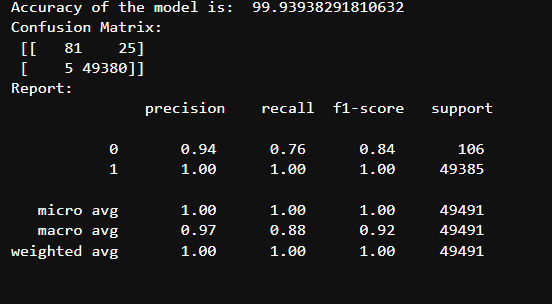 Accuracy of the model is:  99.93938291810632
Confusion Matrix:
 [[   81    25]
 [    5 49380]]
Report:
              precision    recall  f1-score   support

           0       0.94      0.76      0.84       106
           1       1.00      1.00      1.00     49385

   micro avg       1.00      1.00      1.00     49491
   macro avg       0.97      0.88      0.92     49491
weighted avg       1.00      1.00      1.00     49491